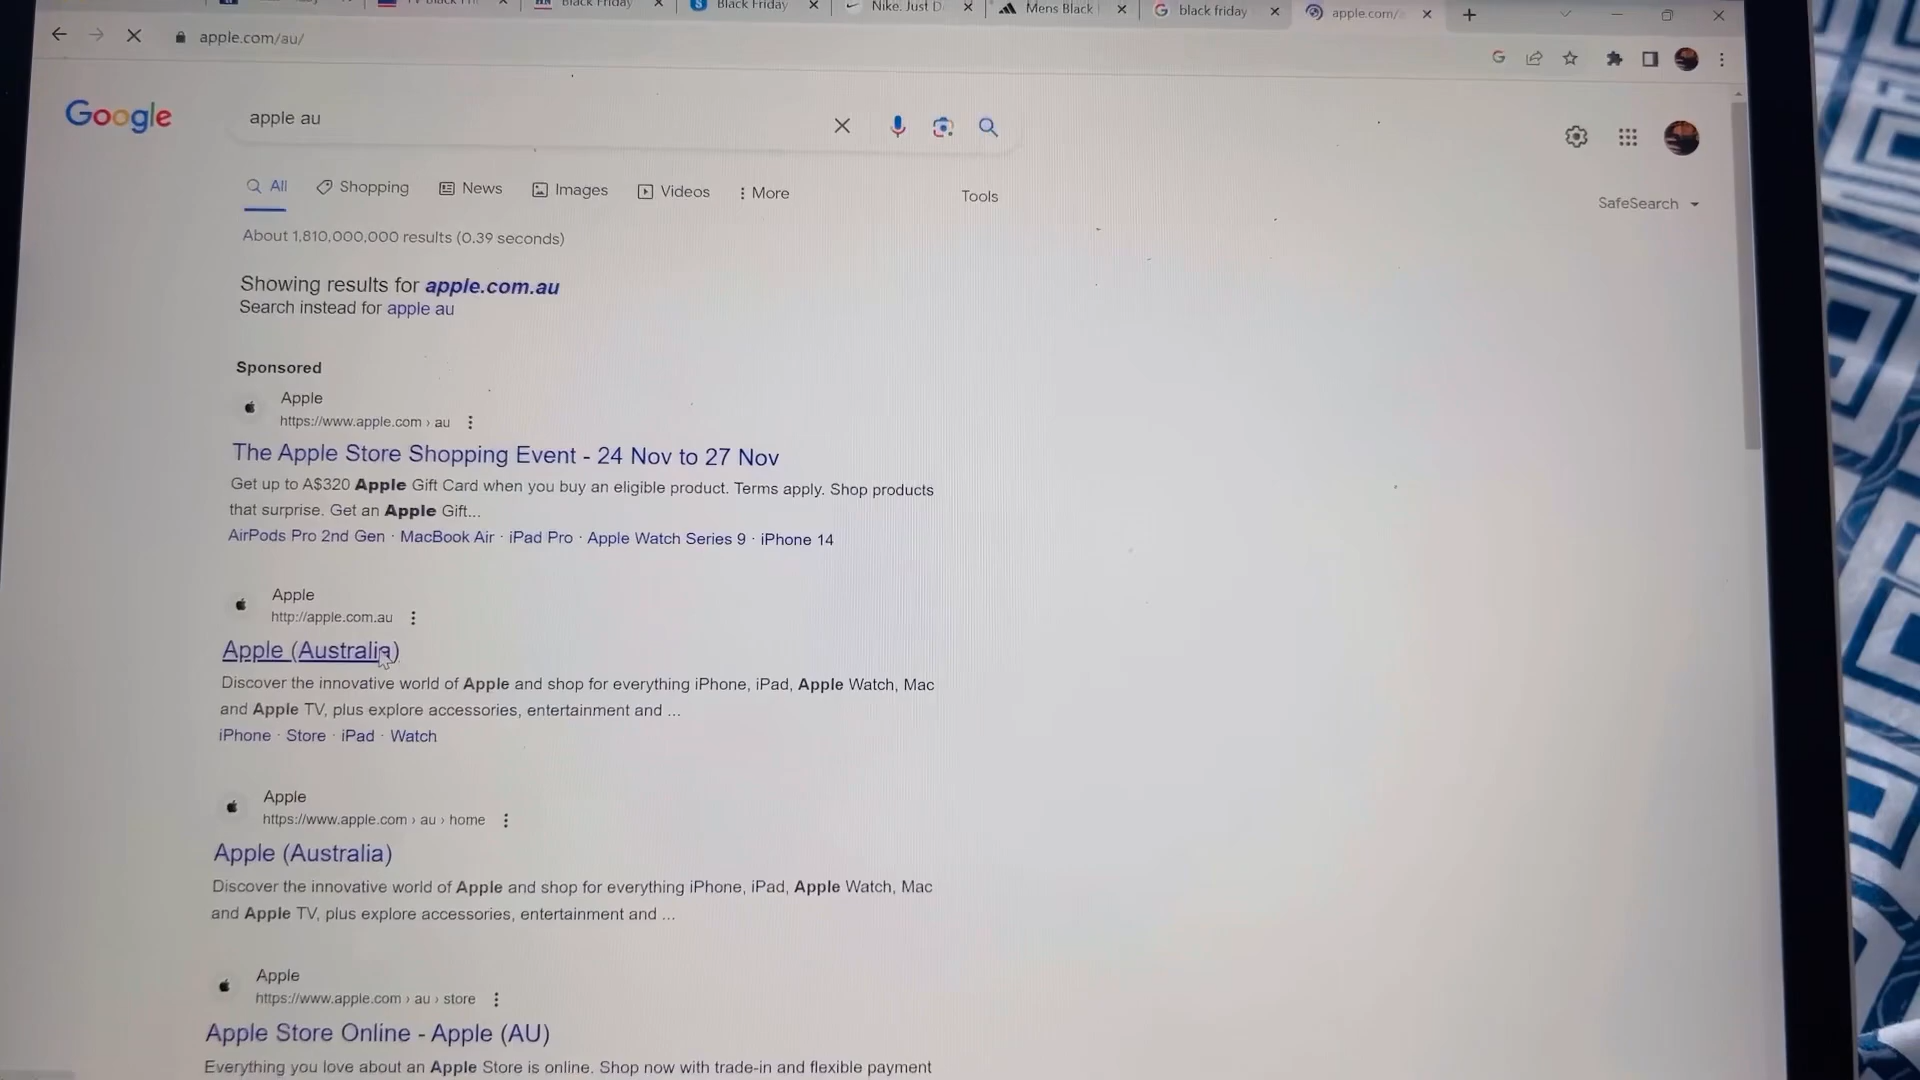 Black Friday
Black Friday
Nike. Just D
Mens Black
black friday
apple.com/
apple.com/au/
Google
apple au
All
Shopping
News
Images
Videos
More
Tools
SafeSearch
About 1,810,000,000 results (0.39 seconds)
Showing results for apple.com.au
Search instead for apple au
Sponsored
Apple
https://www.apple.com › au
The Apple Store Shopping Event - 24 Nov to 27 Nov
Get up to A$320 Apple Gift Card when you buy an eligible product. Terms apply. Shop products
that surprise. Get an Apple Gift...
AirPods Pro 2nd Gen · MacBook Air · iPad Pro · Apple Watch Series 9 · iPhone 14
Apple
http://apple.com.au
Apple (Australia)
Discover the innovative world of Apple and shop for everything iPhone, iPad, Apple Watch, Mac
and Apple TV, plus explore accessories, entertainment and ...
iPhone · Store · iPad · Watch
Apple
https://www.apple.com › au › home
Apple (Australia)
Discover the innovative world of Apple and shop for everything iPhone, iPad, Apple Watch, Mac
and Apple TV, plus explore accessories, entertainment and ...
Apple
https://www.apple.com › au › store
Apple Store Online - Apple (AU)
Everything you love about an Apple Store is online. Shop now with trade-in and flexible payment